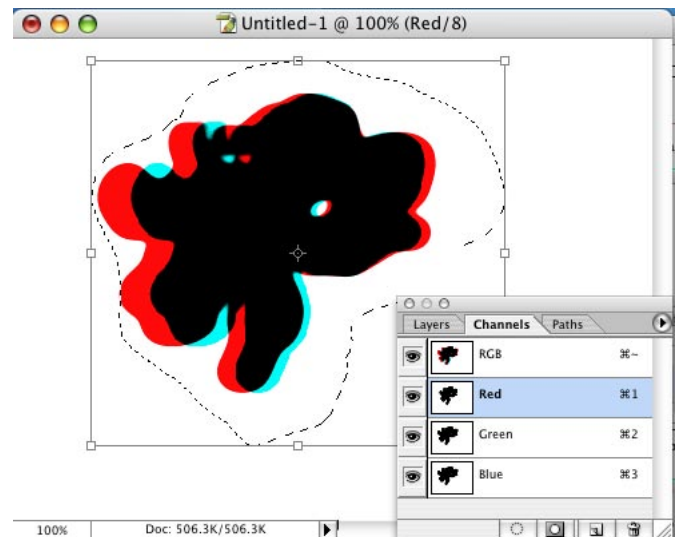 Untitled-1 @ 100% (Red/8)
Layers Channels Paths
RGB ⌘~
Red ⌘1
Green ⌘2
Blue ⌘3
100% Doc: 506.3K/506.3K